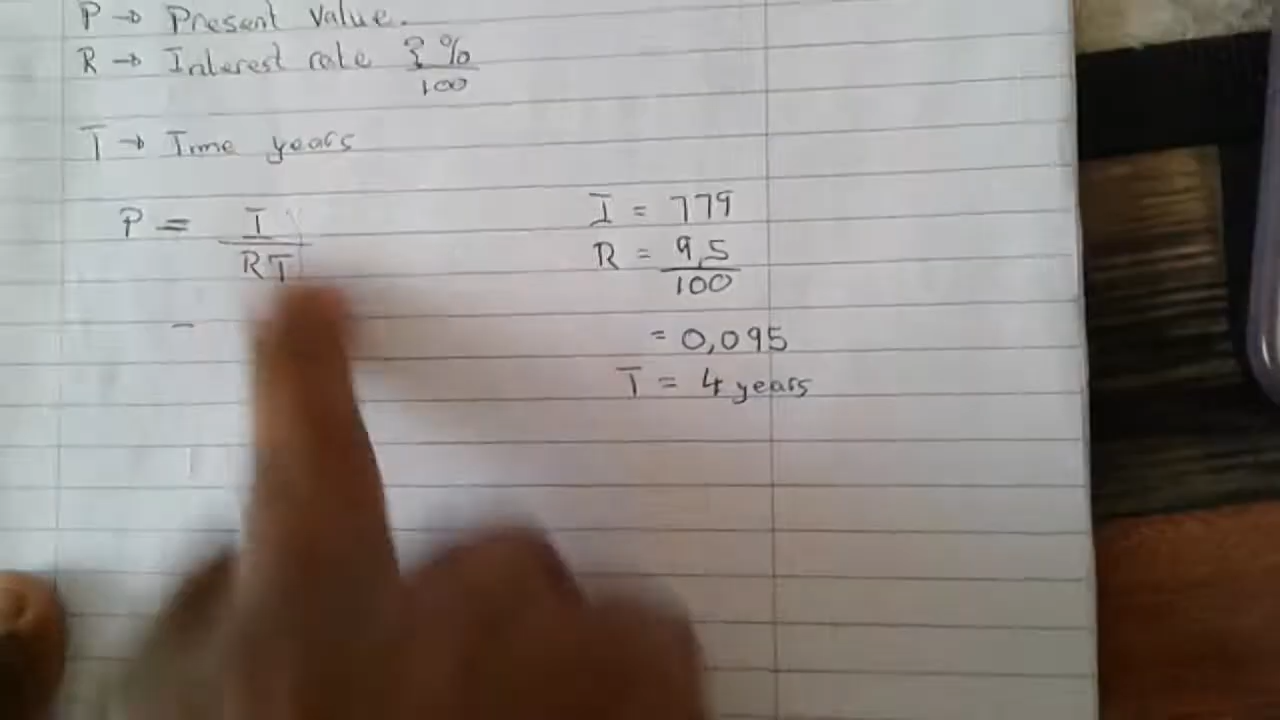 P → Present Value.
R → Interest rate ? %
100
T → Time years
P = I
RT
=
I = 779
R = 9,5
100
= 0,095
T = 4 years